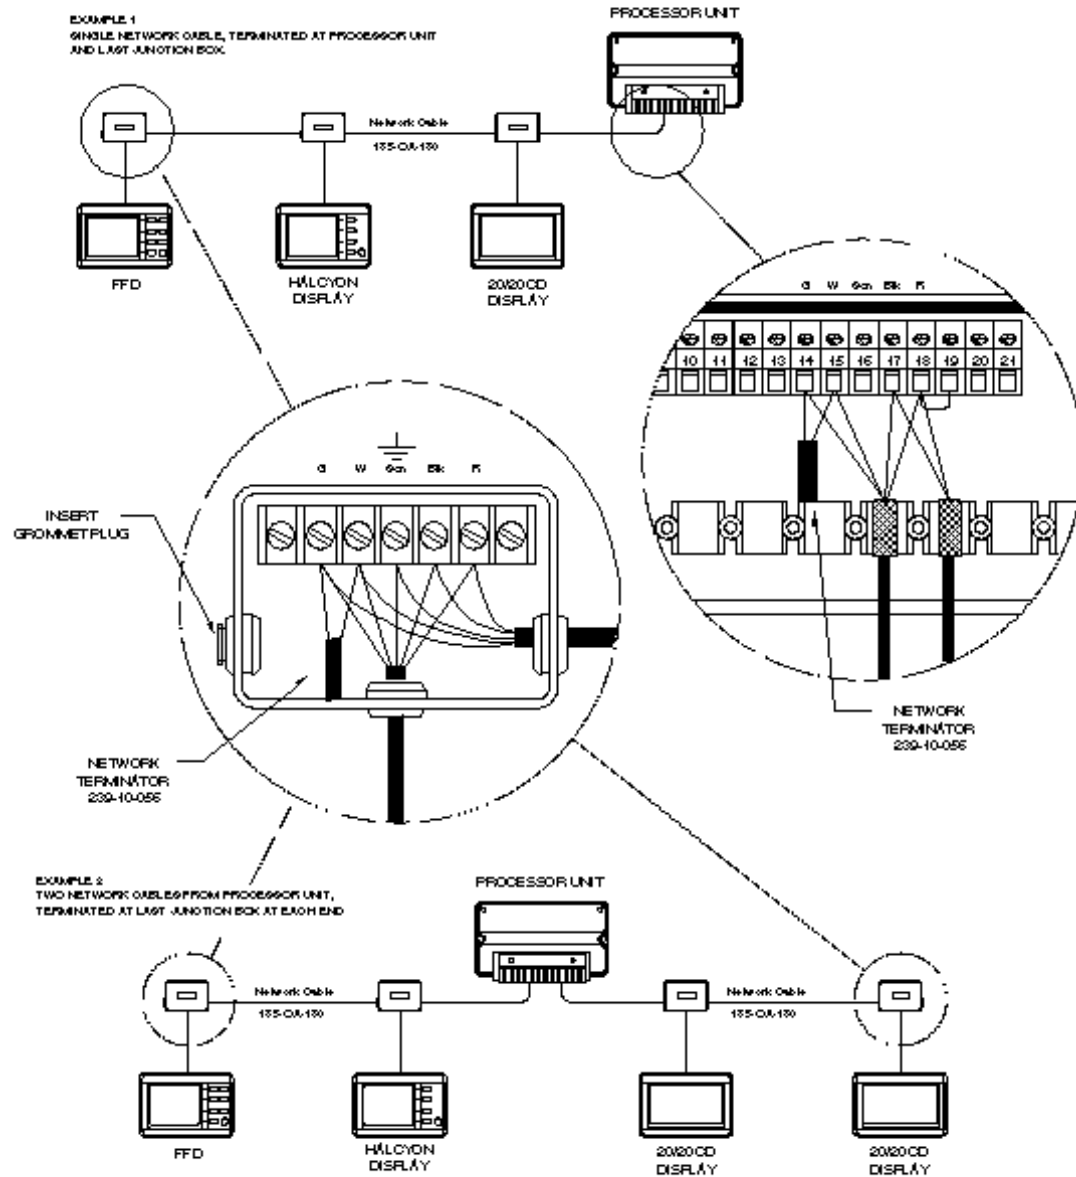 EXAMPLE 1
SINGLE NETWORK CABLE, TERMINATED AT PROCESSOR UNIT
AND LAST JUNCTION BOX.
PROCESSOR UNIT
Network Cable
FFD
HALCYON
DISPLAY
20/20CD
DISPLAY
G W Scn Blk R
10 11 12 13 14 15 16 17 18 19 20 21
G W Scn Blk R
INSERT
GROMMET PLUG
NETWORK
TERMINATOR
239-10-056
NETWORK
TERMINATOR
239-10-056
EXAMPLE 2
TWO NETWORK CABLES FROM PROCESSOR UNIT,
TERMINATED AT LAST JUNCTION BOX AT EACH END
PROCESSOR UNIT
Network Cable
Network Cable
FFD
HALCYON
DISPLAY
20/20CD
DISPLAY
20/20CD
DISPLAY